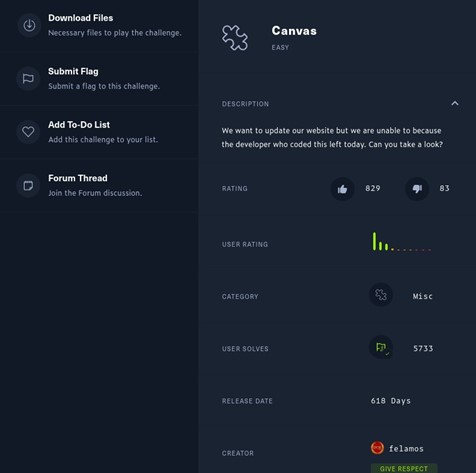 Download Files
Necessary files to play the challenge.
Submit Flag
Submit a flag to this challenge.
Add To-Do List
Add this challenge to your list.
Forum Thread
Join the Forum discussion.
Canvas
EASY
DESCRIPTION
We want to update our website but we are unable to because
the developer who coded this left today. Can you take a look?
RATING 829 83
USER RATING
CATEGORY Misc
USER SOLVES 5733
RELEASE DATE 618 Days
CREATOR felamos
GIVE RESPECT